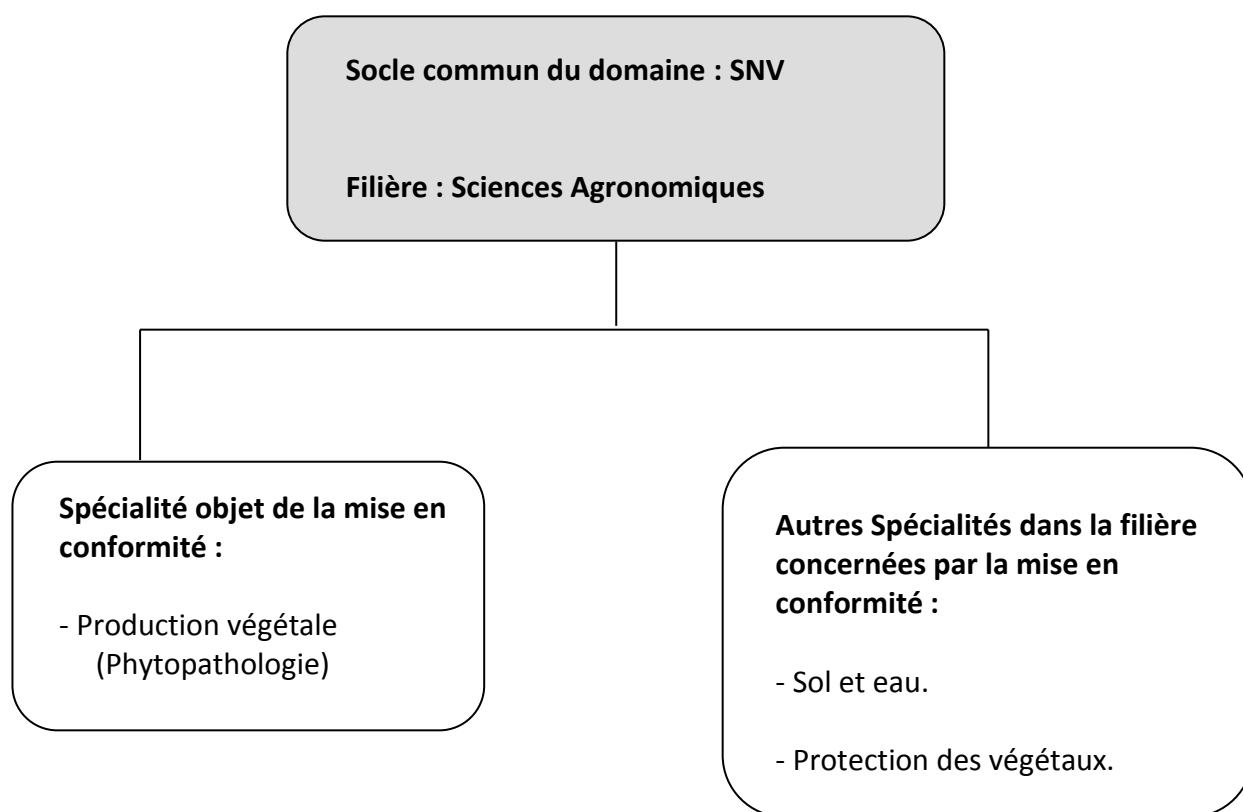 Socle commun du domaine : SNV
Filière : Sciences Agronomiques
Spécialité objet de la mise en
conformité :
- Production végétale
(Phytopathologie)
Autres Spécialités dans la filière
concernées par la mise en
conformité :
- Sol et eau.
- Protection des végétaux.